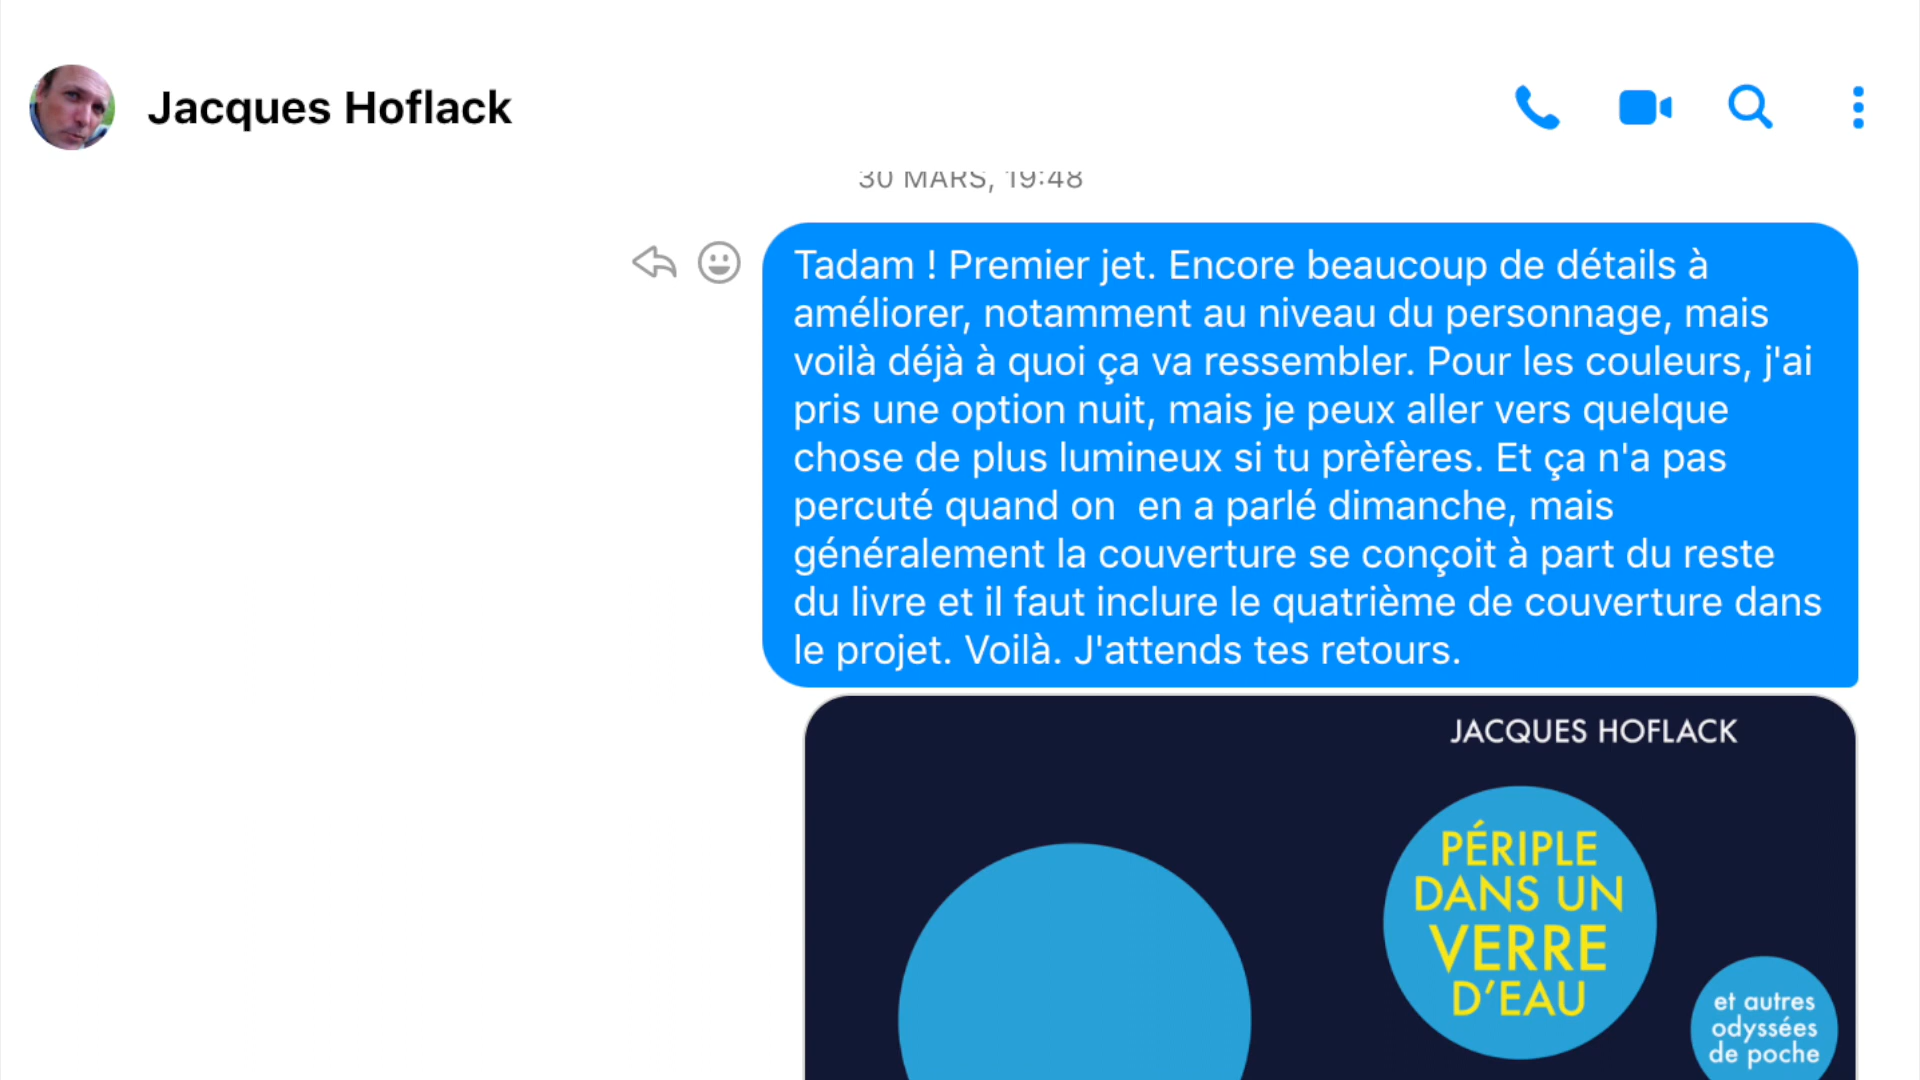 Jacques Hoflack
30 MARS, 19:48
Tadam ! Premier jet. Encore beaucoup de détails à
améliorer, notamment au niveau du personnage, mais
voilà déjà à quoi ça va ressembler. Pour les couleurs, j'ai
pris une option nuit, mais je peux aller vers quelque
chose de plus lumineux si tu prèfères. Et ça n'a pas
percuté quand on  en a parlé dimanche, mais
généralement la couverture se conçoit à part du reste
du livre et il faut inclure le quatrième de couverture dans
le projet. Voilà. J'attends tes retours.
JACQUES HOFLACK
PÉRIPLE
DANS UN
VERRE
D'EAU
et autres
odyssées
de poche